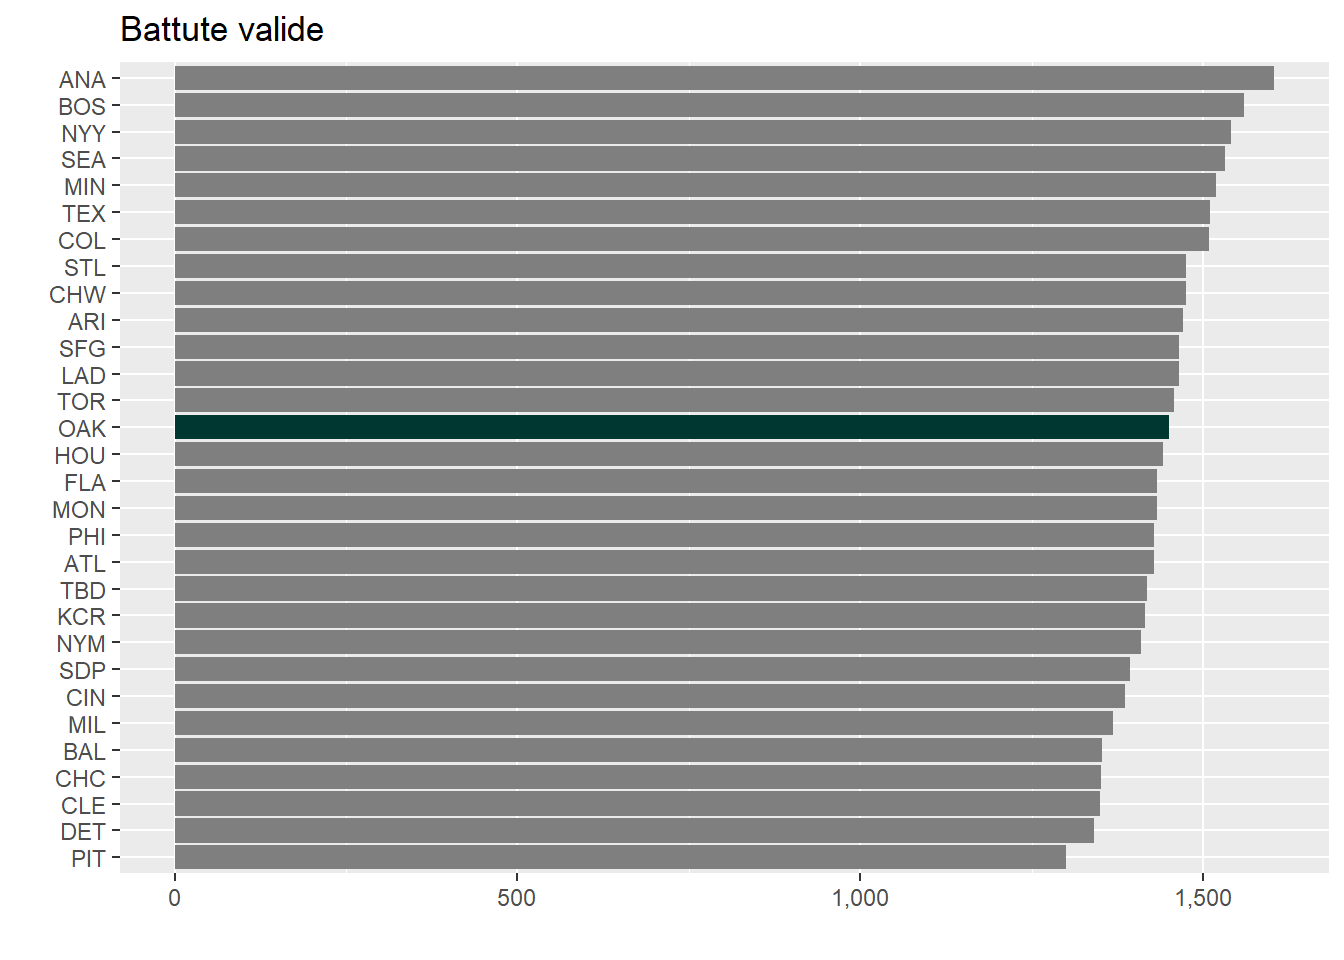 Battute valide
ANA
BOS
NYY
SEA
MIN
TEX
COL
STL
CHW
ARI
SFG
LAD
TOR
OAK
HOU
FLA
MON
PHI
ATL
TBD
KCR
NYM
SDP
CIN
MIL
BAL
CHC
CLE
DET
PIT
0 500 1,000 1,500